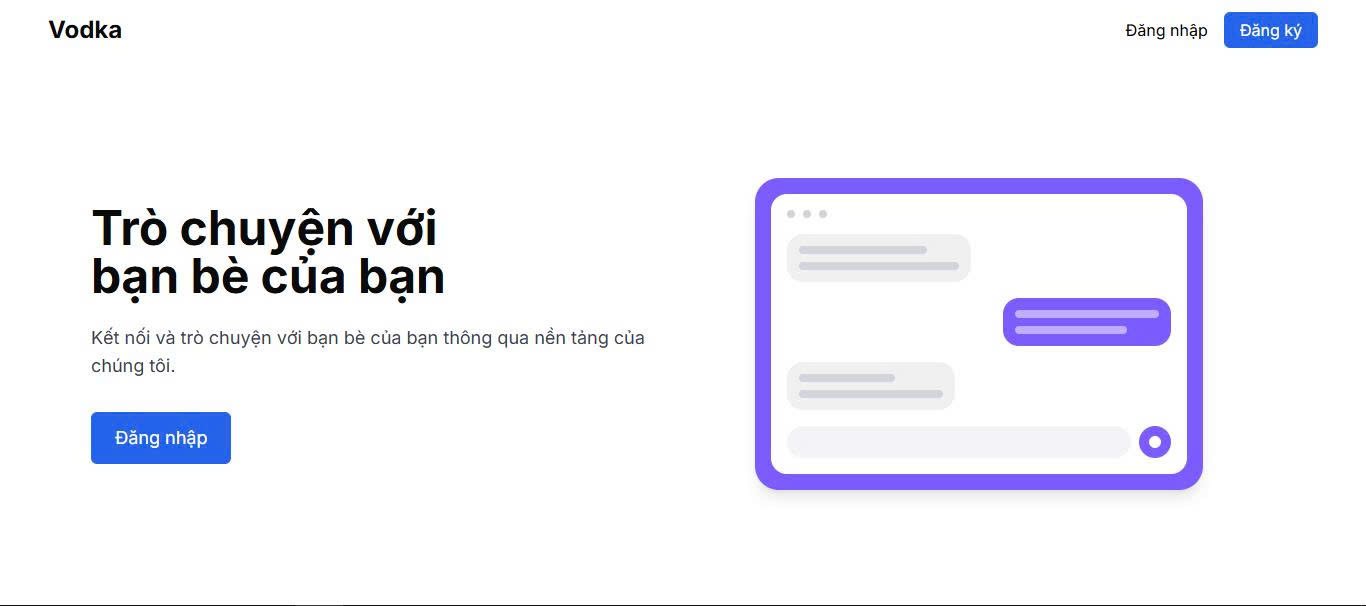 Vodka
Đăng nhập
Đăng ký
Trò chuyện với
bạn bè của bạn
Kết nối và trò chuyện với bạn bè của bạn thông qua nền tảng của
chúng tôi.
Đăng nhập